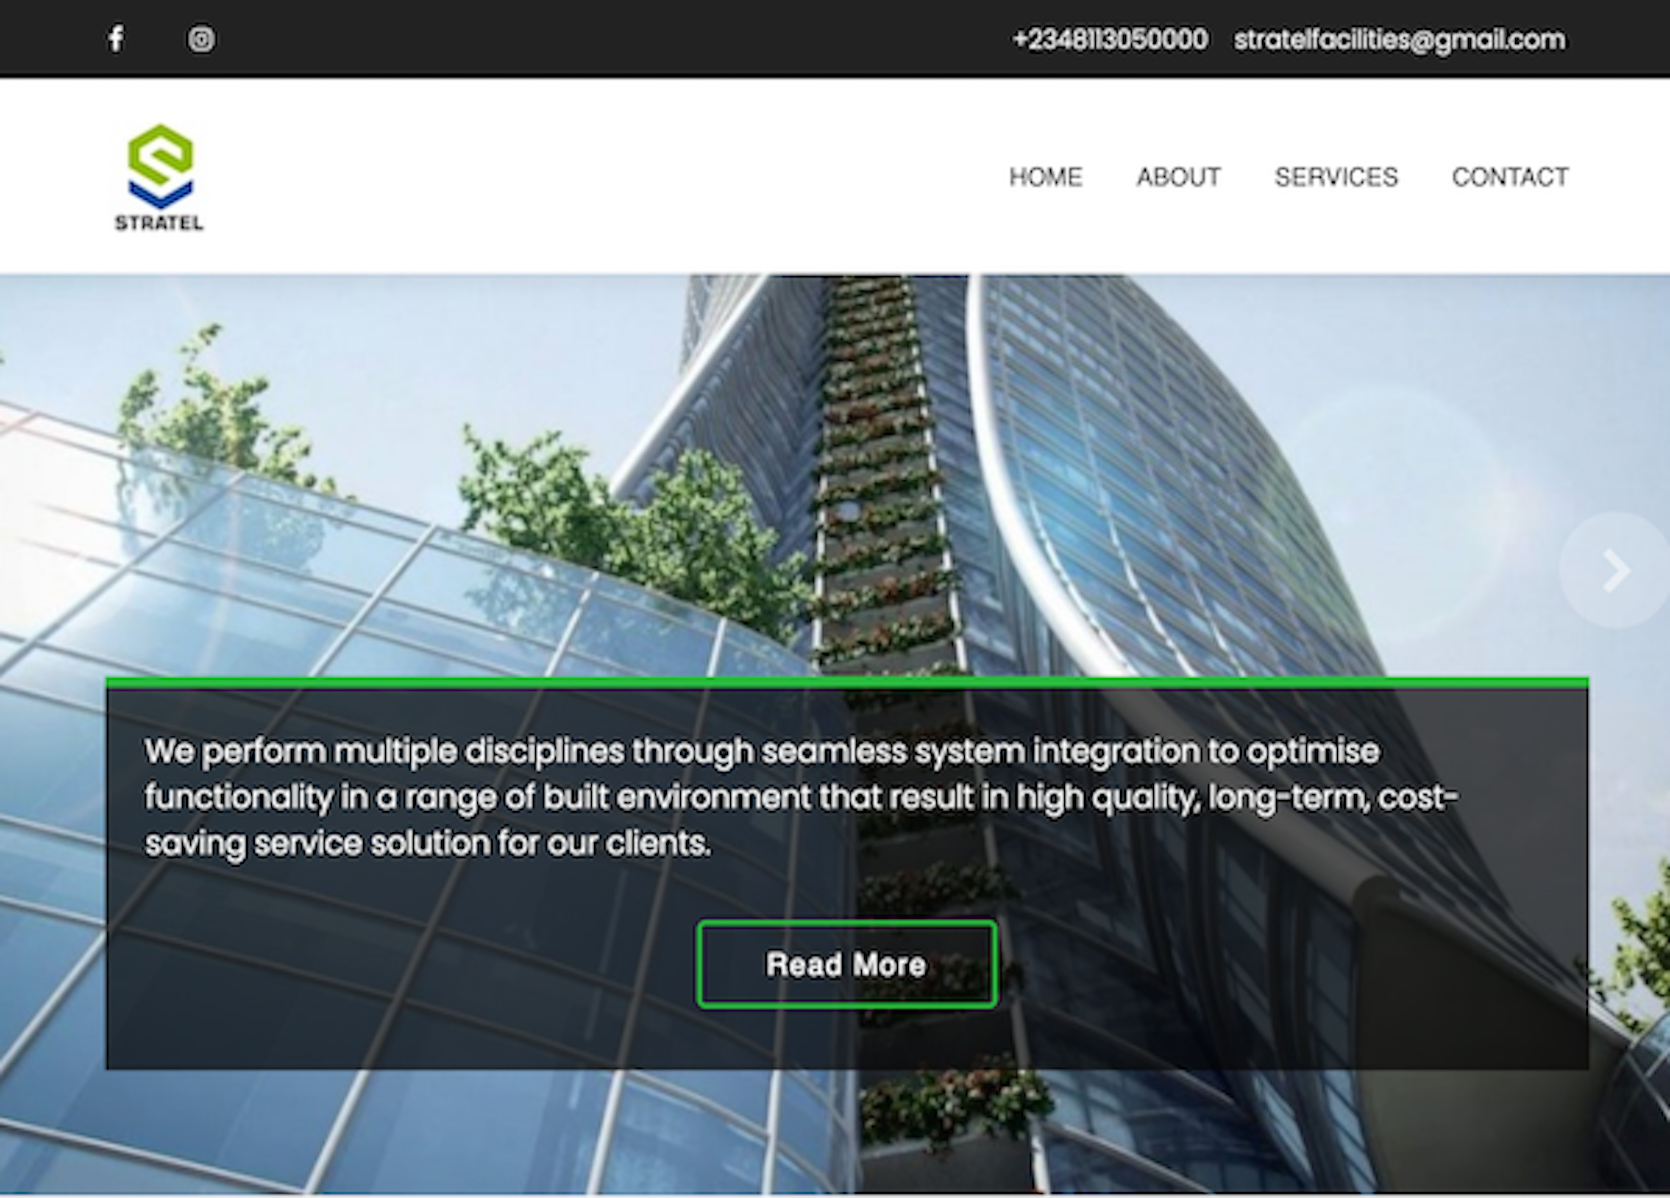 +2348113050000 stratelfacilities@gmail.com
STRATEL
HOME ABOUT SERVICES CONTACT
We perform multiple disciplines through seamless system integration to optimise
functionality in a range of built environment that result in high quality, long-term, cost-
saving service solution for our clients.
Read More